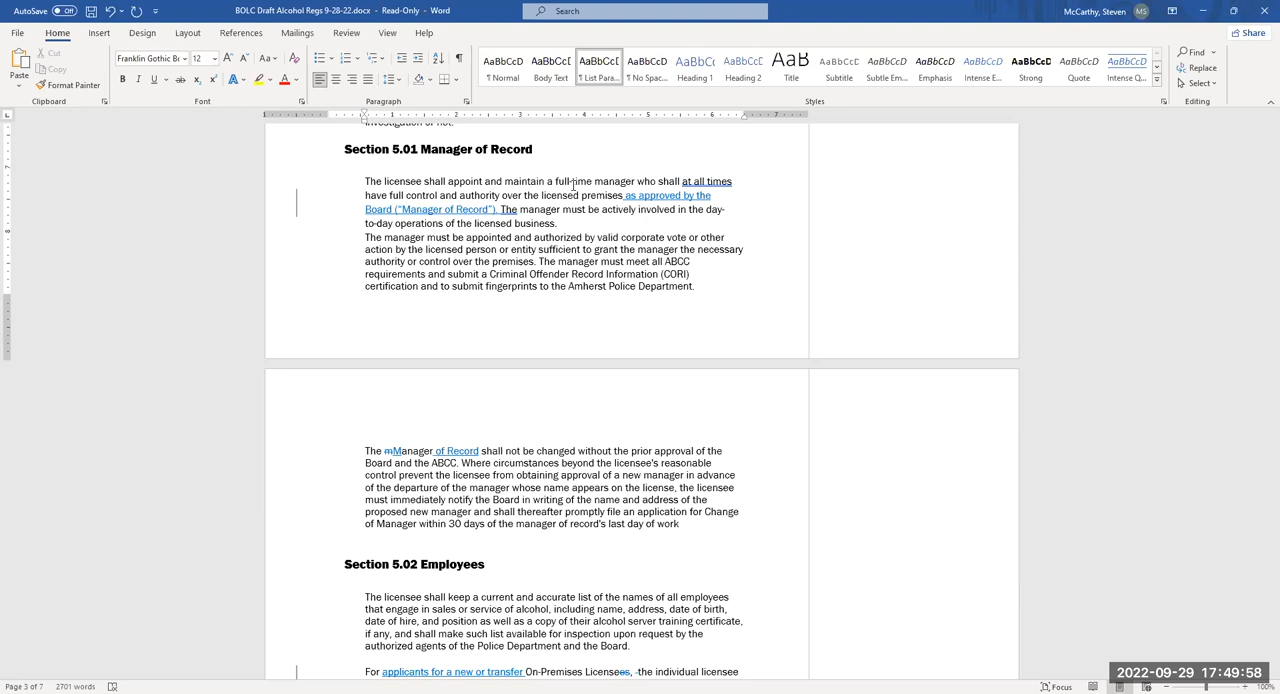 AutoSave Off BOLC Draft Alcohol Regs 9-28-22.docx - Read-Only - Word Search McCarthy, Steven MS
File Home Insert Design Layout References Mailings Review View Help Share
Paste Cut Copy Format Painter
Franklin Gothic B 12
AaBbCcD AaBbCc AaBbCcD AaBbCcD AaBbCc AaBbCcD AaB AaBbCcD AaBbCcD AaBbCcD AaBbCcD AaBbCcD AaBbCcD AaBbCcD
¶ Normal Body Text ¶ List Para... ¶ No Spac... Heading 1 Heading 2 Title Subtitle Subtle Em... Emphasis Intense E... Strong Quote Intense Q...
Find Replace Select
Clipboard Font Paragraph Styles Editing
investigation or not.
Section 5.01 Manager of Record
The licensee shall appoint and maintain a full-time manager who shall at all times
have full control and authority over the licensed premises as approved by the
Board (“Manager of Record”). The manager must be actively involved in the day-
to-day operations of the licensed business.
The manager must be appointed and authorized by valid corporate vote or other
action by the licensed person or entity sufficient to grant the manager the necessary
authority or control over the premises. The manager must meet all ABCC
requirements and submit a Criminal Offender Record Information (CORI)
certification and to submit fingerprints to the Amherst Police Department.
The mManager of Record shall not be changed without the prior approval of the
Board and the ABCC. Where circumstances beyond the licensee's reasonable
control prevent the licensee from obtaining approval of a new manager in advance
of the departure of the manager whose name appears on the license, the licensee
must immediately notify the Board in writing of the name and address of the
proposed new manager and shall thereafter promptly file an application for Change
of Manager within 30 days of the manager of record's last day of work
Section 5.02 Employees
The licensee shall keep a current and accurate list of the names of all employees
that engage in sales or service of alcohol, including name, address, date of birth,
date of hire, and position as well as a copy of their alcohol server training certificate,
if any, and shall make such list available for inspection upon request by the
authorized agents of the Police Department and the Board.
For applicants for a new or transfer On-Premises Licensees, -the individual licensee
2022-09-29 17:49:58
Page 3 of 7 2701 words Focus 100%